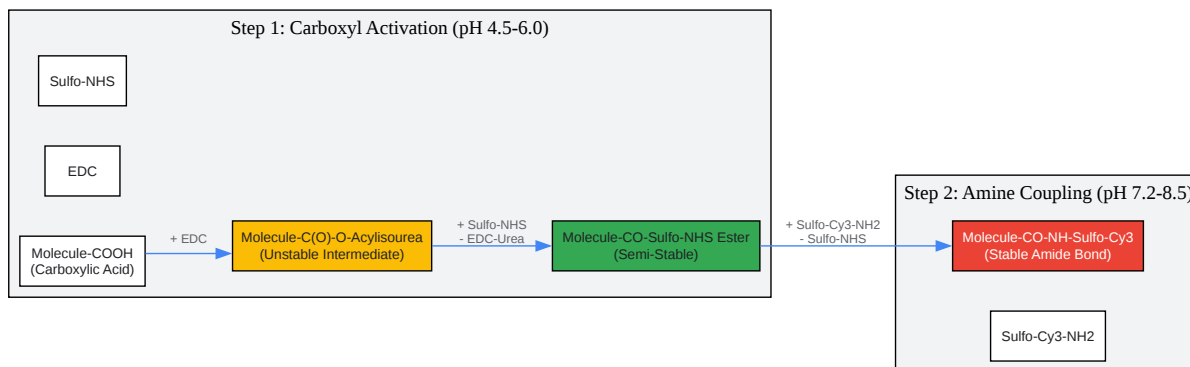 Step 1: Carboxyl Activation (pH 4.5-6.0)
Sulfo-NHS
EDC
Molecule-COOH
(Carboxylic Acid)
+ EDC
Molecule-C(O)-O-Acylisourea
(Unstable Intermediate)
+ Sulfo-NHS
- EDC-Urea
Molecule-CO-Sulfo-NHS Ester
(Semi-Stable)
+ Sulfo-Cy3-NH2
- Sulfo-NHS
Step 2: Amine Coupling (pH 7.2-8.5)
Molecule-CO-NH-Sulfo-Cy3
(Stable Amide Bond)
Sulfo-Cy3-NH2